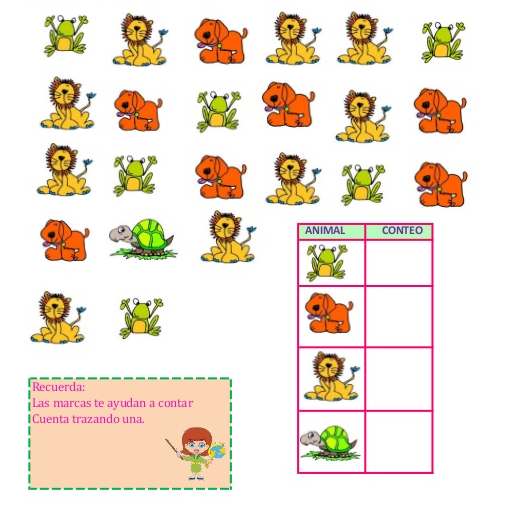 ANIMAL CONTEO
Recuerda:
Las marcas te ayudan a contar
Cuenta trazando una.